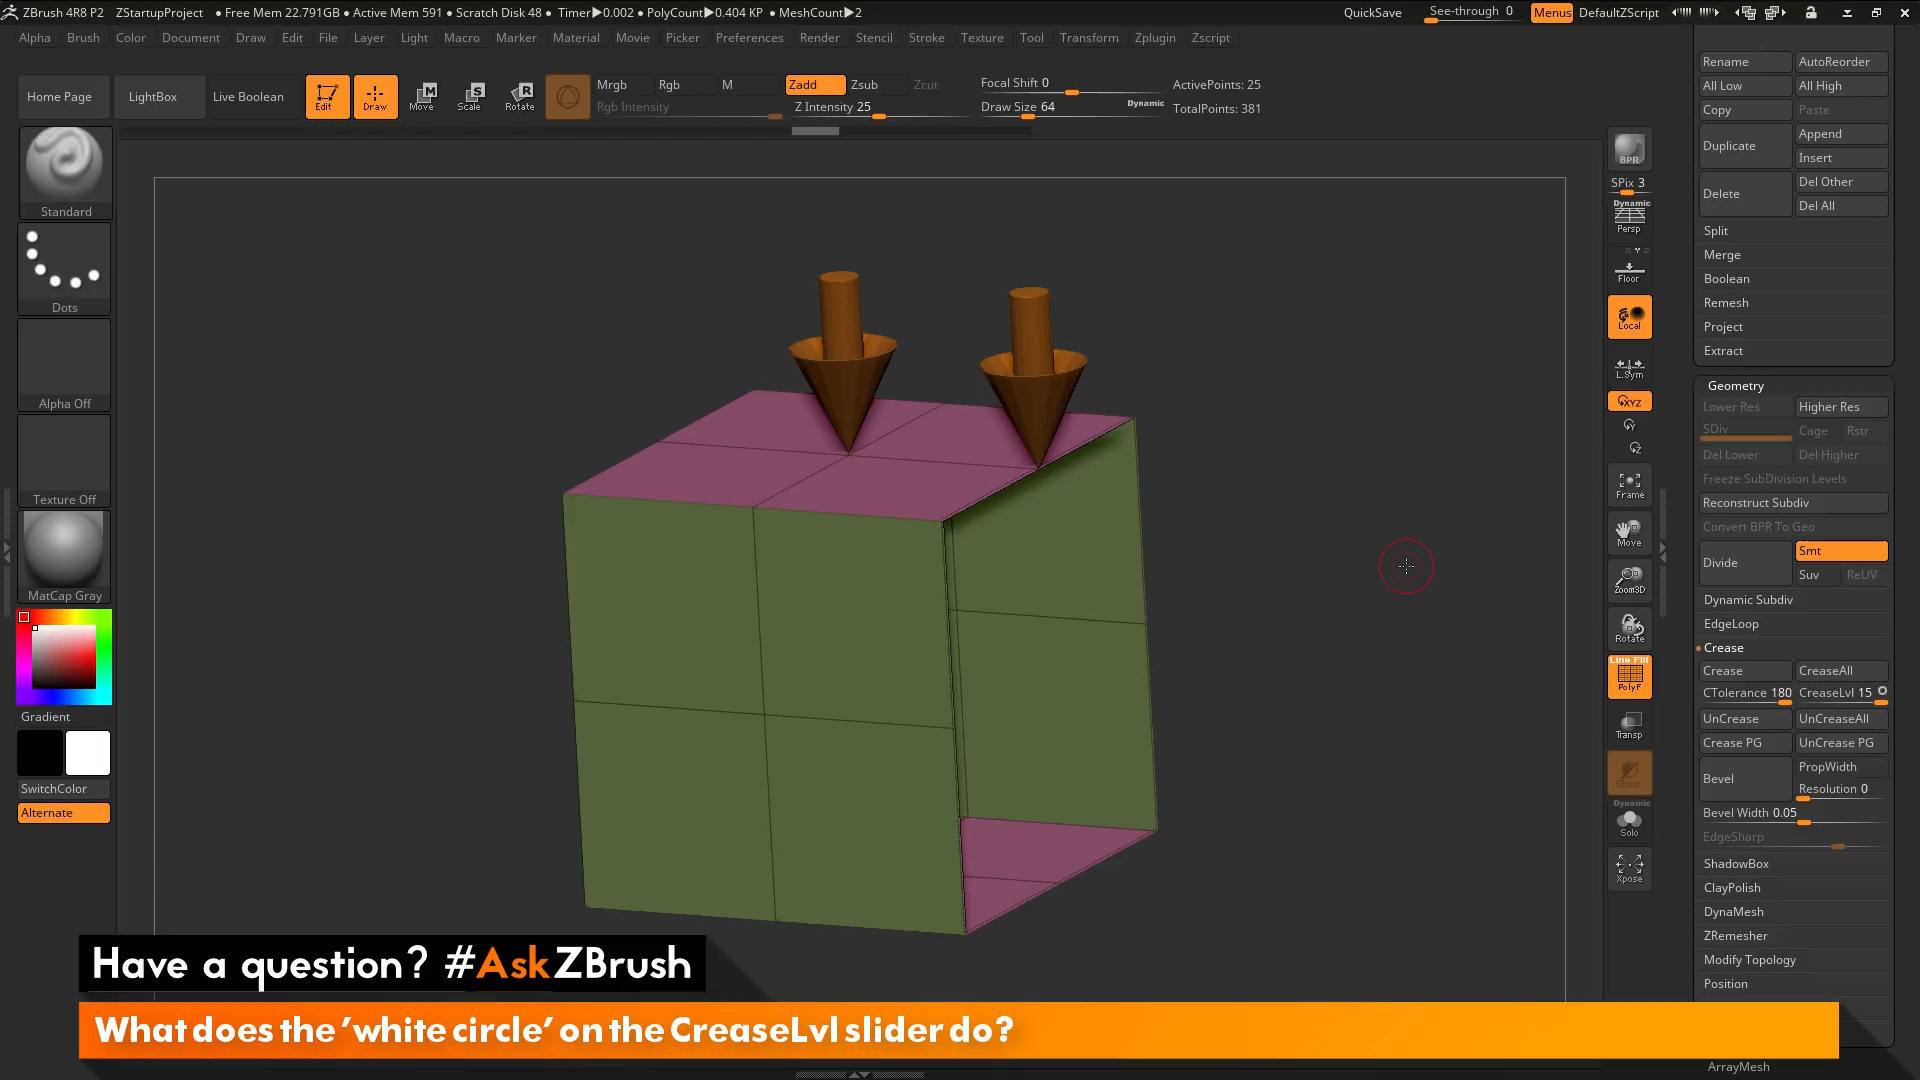 ZBrush 4R8 P2 ZStartupProject • Free Mem 22.791GB • Active Mem 591 • Scratch Disk 48 • Timer▶0.002 • PolyCount▶0.404 KP • MeshCount▶2 QuickSave See-through 0 Menus DefaultZScript
Alpha Brush Color Document Draw Edit File Layer Light Macro Marker Material Movie Picker Preferences Render Stencil Stroke Texture Tool Transform Zplugin Zscript
Home Page LightBox Live Boolean Edit Draw Move Scale Rotate
Mrgb Rgb M Zadd Zsub Zcut
Rgb Intensity Z Intensity 25
Focal Shift 0 ActivePoints: 25
Draw Size 64 Dynamic TotalPoints: 381
Standard
Dots
Alpha Off
Texture Off
MatCap Gray
Gradient
SwitchColor
Alternate
BPR
SPix 3
Dynamic
Persp
Floor
Local
L.Sym
XYZ
Y
Z
Frame
Move
Zoom3D
Rotate
Line Fill
PolyF
Transp
Ghost
Dynamic
Solo
Xpose
Rename AutoReorder
All Low All High
Copy Paste
Duplicate Append
Insert
Delete Del Other
Del All
Split
Merge
Boolean
Remesh
Project
Extract
Geometry
Lower Res Higher Res
SDiv Cage Rstr
Del Lower Del Higher
Freeze SubDivision Levels
Reconstruct Subdiv
Convert BPR To Geo
Divide Smt
Suv ReUV
Dynamic Subdiv
EdgeLoop
Crease
Crease CreaseAll
CTolerance 180 CreaseLvl 15
UnCrease UnCreaseAll
Crease PG UnCrease PG
Bevel PropWidth
Resolution 0
Bevel Width 0.05
EdgeSharp
ShadowBox
ClayPolish
DynaMesh
ZRemesher
Modify Topology
Position
ArrayMesh
Have a question? #AskZBrush
What does the 'white circle' on the CreaseLvl slider do?